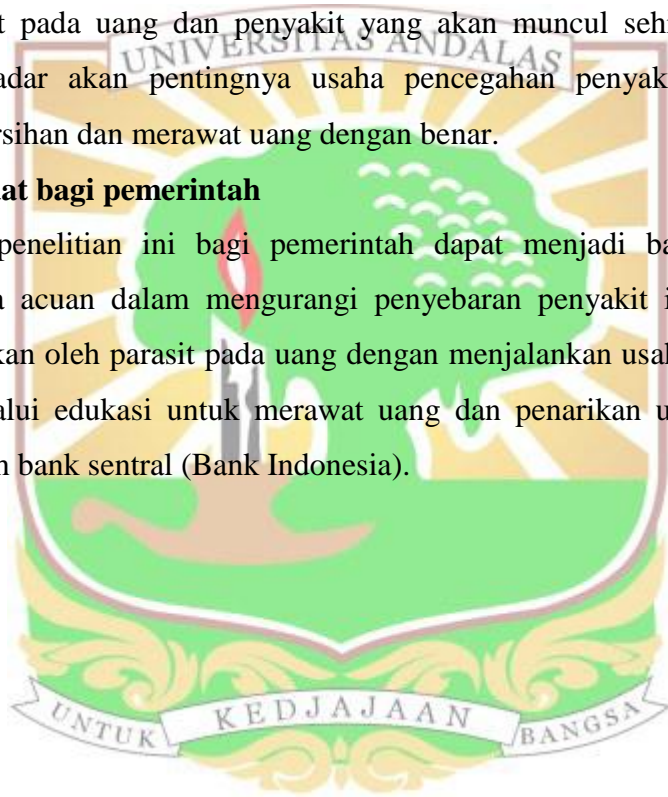 t pada uang dan penyakit yang akan muncul seh
UNIVERSITAS ANDALAS
adar akan pentingnya usaha pencegahan penyak
rsihan dan merawat uang dengan benar.
at bagi pemerintah
penelitian ini bagi pemerintah dapat menjadi ba
a acuan dalam mengurangi penyebaran penyakit i
kan oleh parasit pada uang dengan menjalankan usah
alui edukasi untuk merawat uang dan penarikan u
n bank sentral (Bank Indonesia).
UNTUK KEDJAJAAN BANGSA